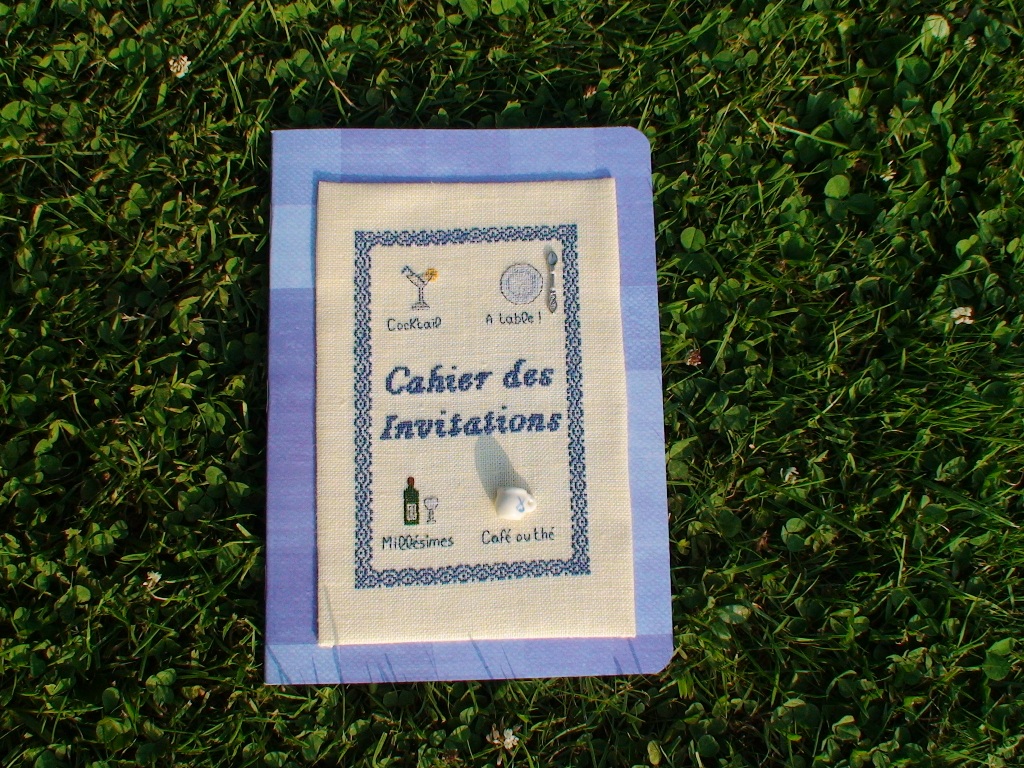 Cocktail
A table !
Cahier des
Invitations
Millésimes
Café ou thé